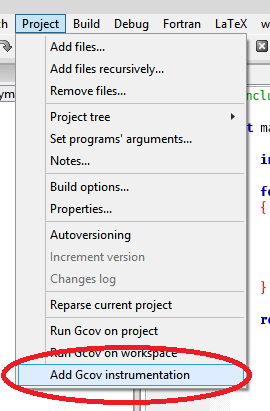 ch Project Build Debug Fortran LaTeX w
Add files...
Add files recursively...
Remove files...
Project tree
Set programs' arguments...
Notes...
Build options...
Properties...
Autoversioning
Increment version
Changes log
Reparse current project
Run Gcov on project
Run Gcov on workspace
Add Gcov instrumentation
ym
nclu
t ma
in
fo
{
}
re